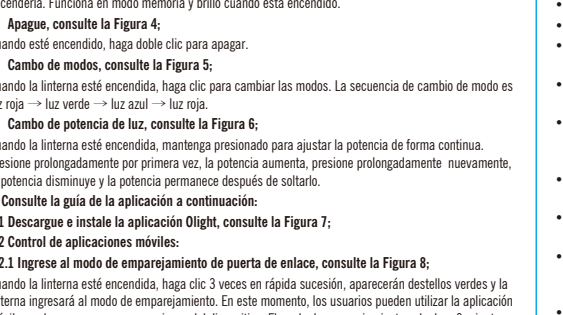 Funciona en modo memoria y brillo cuando está encendido.
Apague, consulte la Figura 4;
esté encendido, haga doble clic para apagar.
Cambo de modos, consulte la Figura 5;
la linterna esté encendida, haga clic para cambiar las modos. La secuencia de cambio de modo es
roja → luz verde → luz azul → luz roja.
Cambo de potencia de luz, consulte la Figura 6;
la linterna esté encendida, mantenga presionado para ajustar la potencia de forma continua.
prolongadamente por primera vez, la potencia aumenta, presione prolongadamente nuevamente,
potencia disminuye y la potencia permanece después de soltarlo.
Consulte la guía de la aplicación a continuación:
1 Descargue e instale la aplicación Olight, consulte la Figura 7;
2 Control de aplicaciones móviles:
2.1 Ingrese al modo de emparejamiento de puerta de enlace, consulte la Figura 8;
la linterna esté encendida, haga clic 3 veces en rápida sucesión, aparecerán destellos verdes y la
ingresará al modo de emparejamiento. En este momento, los usuarios pueden utilizar la aplicación